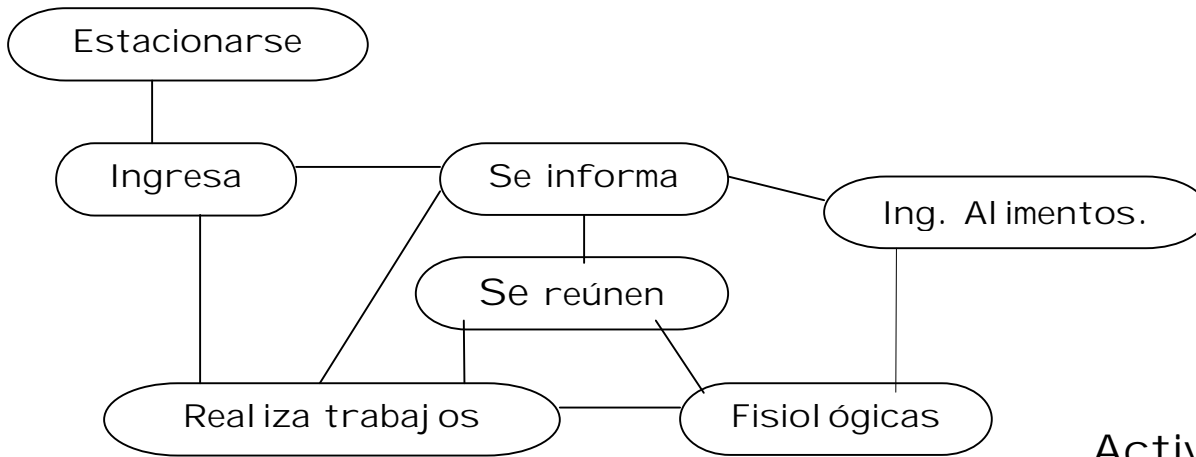 Estacionarse
Ingresa
Se informa
Ing. Alimentos.
Se reúnen
Realiza trabajos
Fisiológicas